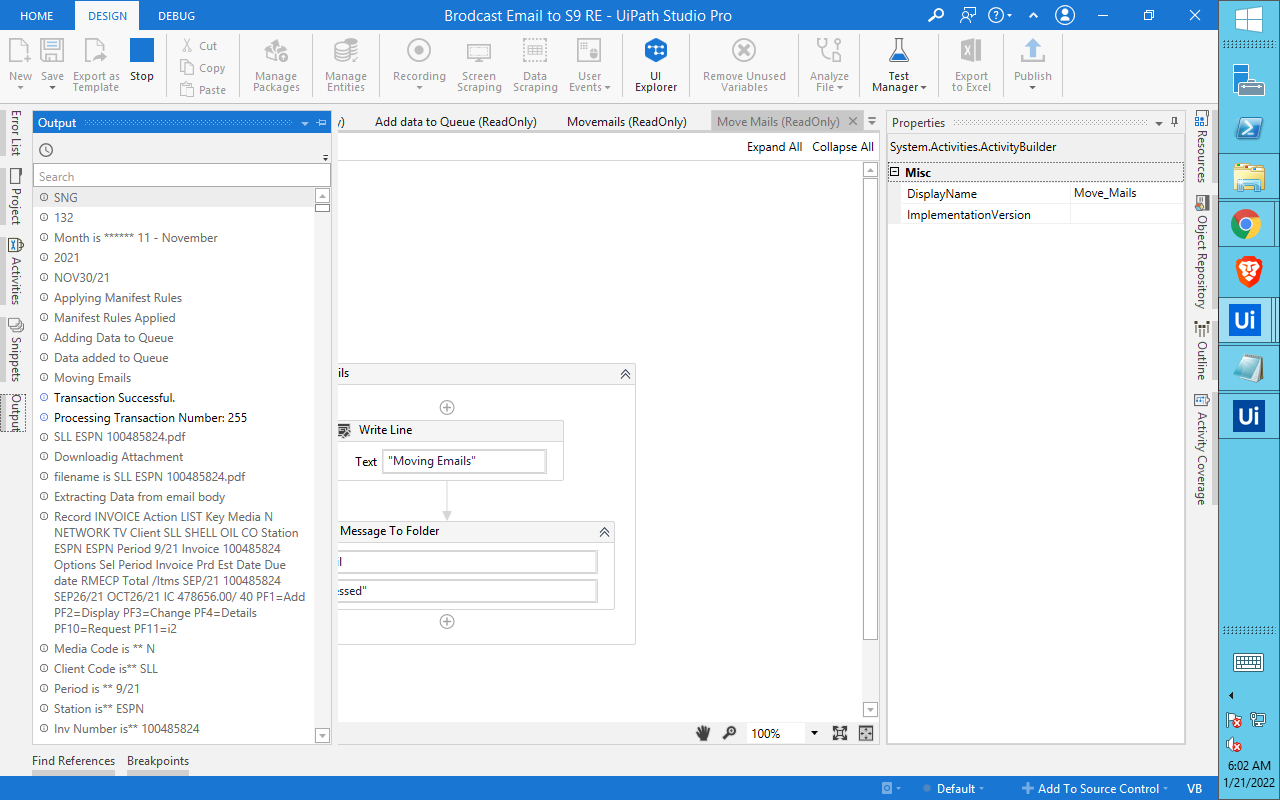 HOME
DESIGN
DEBUG
Brodcast Email to S9 RE - UiPath Studio Pro
New
Save
Export as
Template
Stop
Cut
Copy
Paste
Manage
Packages
Manage
Entities
Recording
Screen
Scraping
Data
Scraping
User
Events
UI
Explorer
Remove Unused
Variables
Analyze
File
Test
Manager
Export
to Excel
Publish
Error List
Project
Activities
Snippets
Output
Output
Search
SNG
132
Month is ****** 11 - November
2021
NOV30/21
Applying Manifest Rules
Manifest Rules Applied
Adding Data to Queue
Data added to Queue
Moving Emails
Transaction Successful.
Processing Transaction Number: 255
SLL ESPN 100485824.pdf
Downloadig Attachment
filename is SLL ESPN 100485824.pdf
Extracting Data from email body
Record INVOICE Action LIST Key Media N
NETWORK TV Client SLL SHELL OIL CO Station
ESPN ESPN Period 9/21 Invoice 100485824
Options Sel Period Invoice Prd Est Date Due
date RMECP Total /Itms SEP/21 100485824
SEP26/21 OCT26/21 IC 478656.00/ 40 PF1=Add
PF2=Display PF3=Change PF4=Details
PF10=Request PF11=i2
Media Code is ** N
Client Code is** SLL
Period is ** 9/21
Station is** ESPN
Inv Number is** 100485824
y)
Add data to Queue (ReadOnly)
Movemails (ReadOnly)
Move Mails (ReadOnly)
Expand All
Collapse All
ils
Write Line
Text
"Moving Emails"
Message To Folder
il
essed"
100%
Properties
System.Activities.ActivityBuilder
Misc
DisplayName
Move_Mails
ImplementationVersion
Resources
Object Repository
Outline
Activity Coverage
Find References
Breakpoints
Default
Add To Source Control
VB
Ui
Ui
6:02 AM
1/21/2022